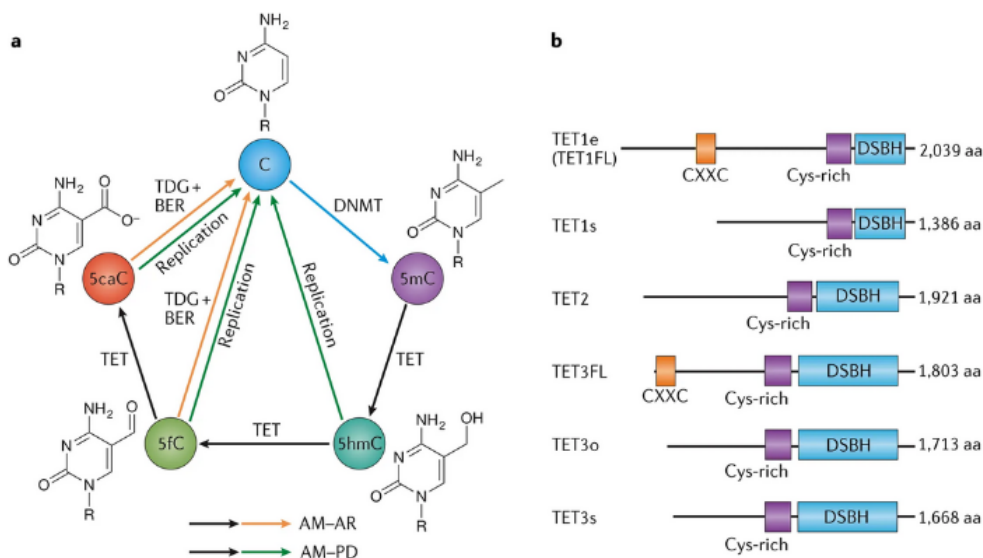 a
NH₂
N
O
N
R
C
DNMT
NH₂
N
O
N
R
5mC
TET
OH
NH₂
N
O
N
R
5hmC
TET
O
NH₂
N
O
N
R
5fC
TET
NH₂
O
O⁻
N
O
N
R
5caC
TDG +
BER
Replication
TDG +
BER
Replication
Replication
AM–AR
AM–PD
b
TET1e
(TET1FL)
CXXC
Cys-rich
DSBH
2,039 aa
TET1s
Cys-rich
DSBH
1,386 aa
TET2
Cys-rich
DSBH
1,921 aa
TET3FL
CXXC
Cys-rich
DSBH
1,803 aa
TET3o
Cys-rich
DSBH
1,713 aa
TET3s
Cys-rich
DSBH
1,668 aa